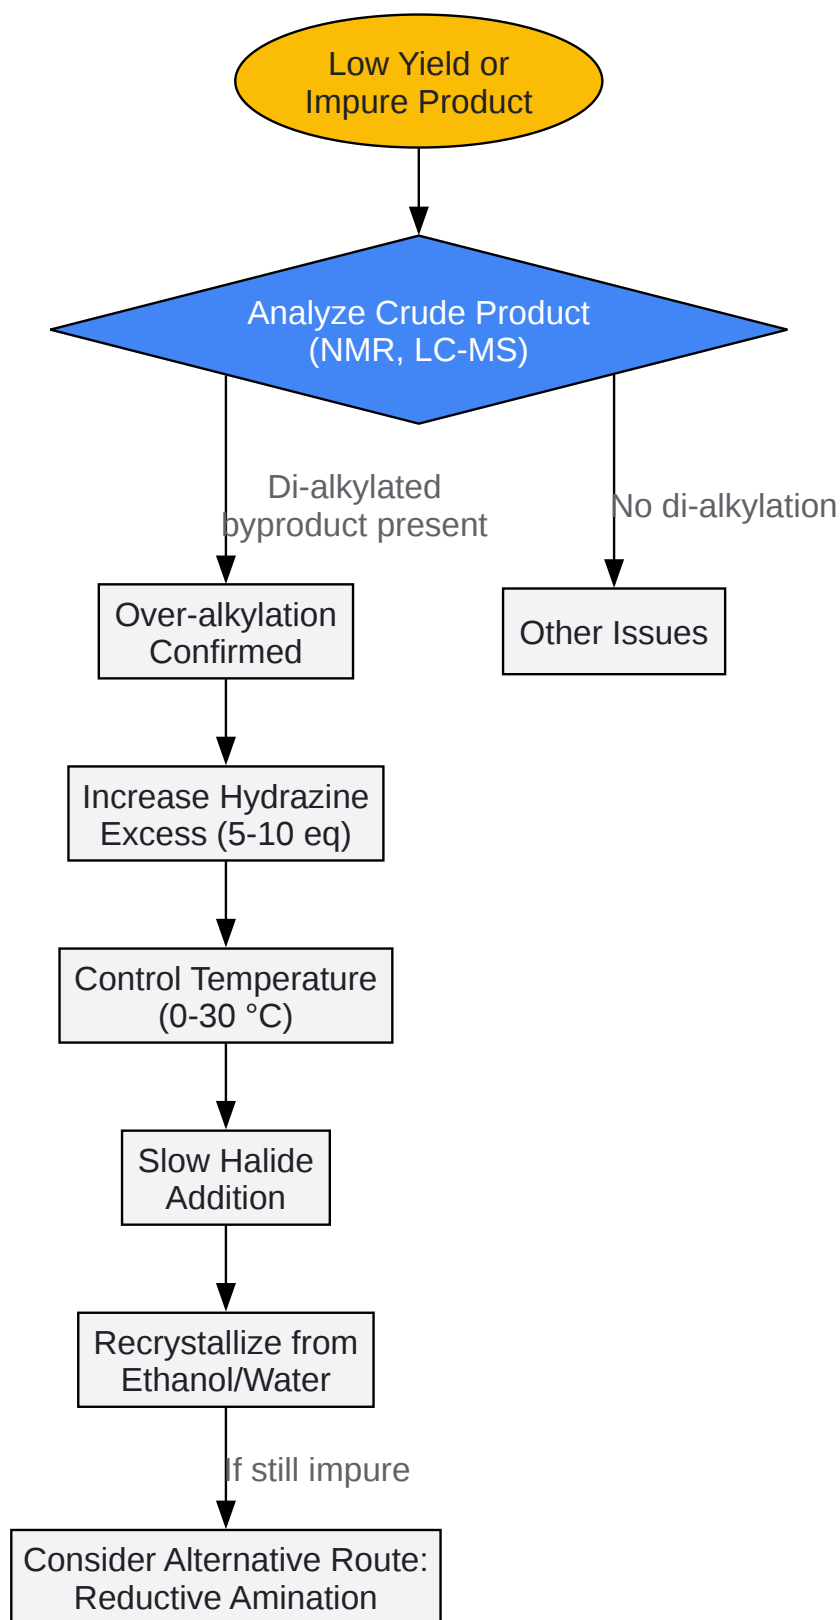 Low Yield or
Impure Product
Analyze Crude Product
(NMR, LC-MS)
Di-alkylated
byproduct present
No di-alkylation
Over-alkylation
Confirmed
Other Issues
Increase Hydrazine
Excess (5-10 eq)
Control Temperature
(0-30 °C)
Slow Halide
Addition
Recrystallize from
Ethanol/Water
If still impure
Consider Alternative Route:
Reductive Amination